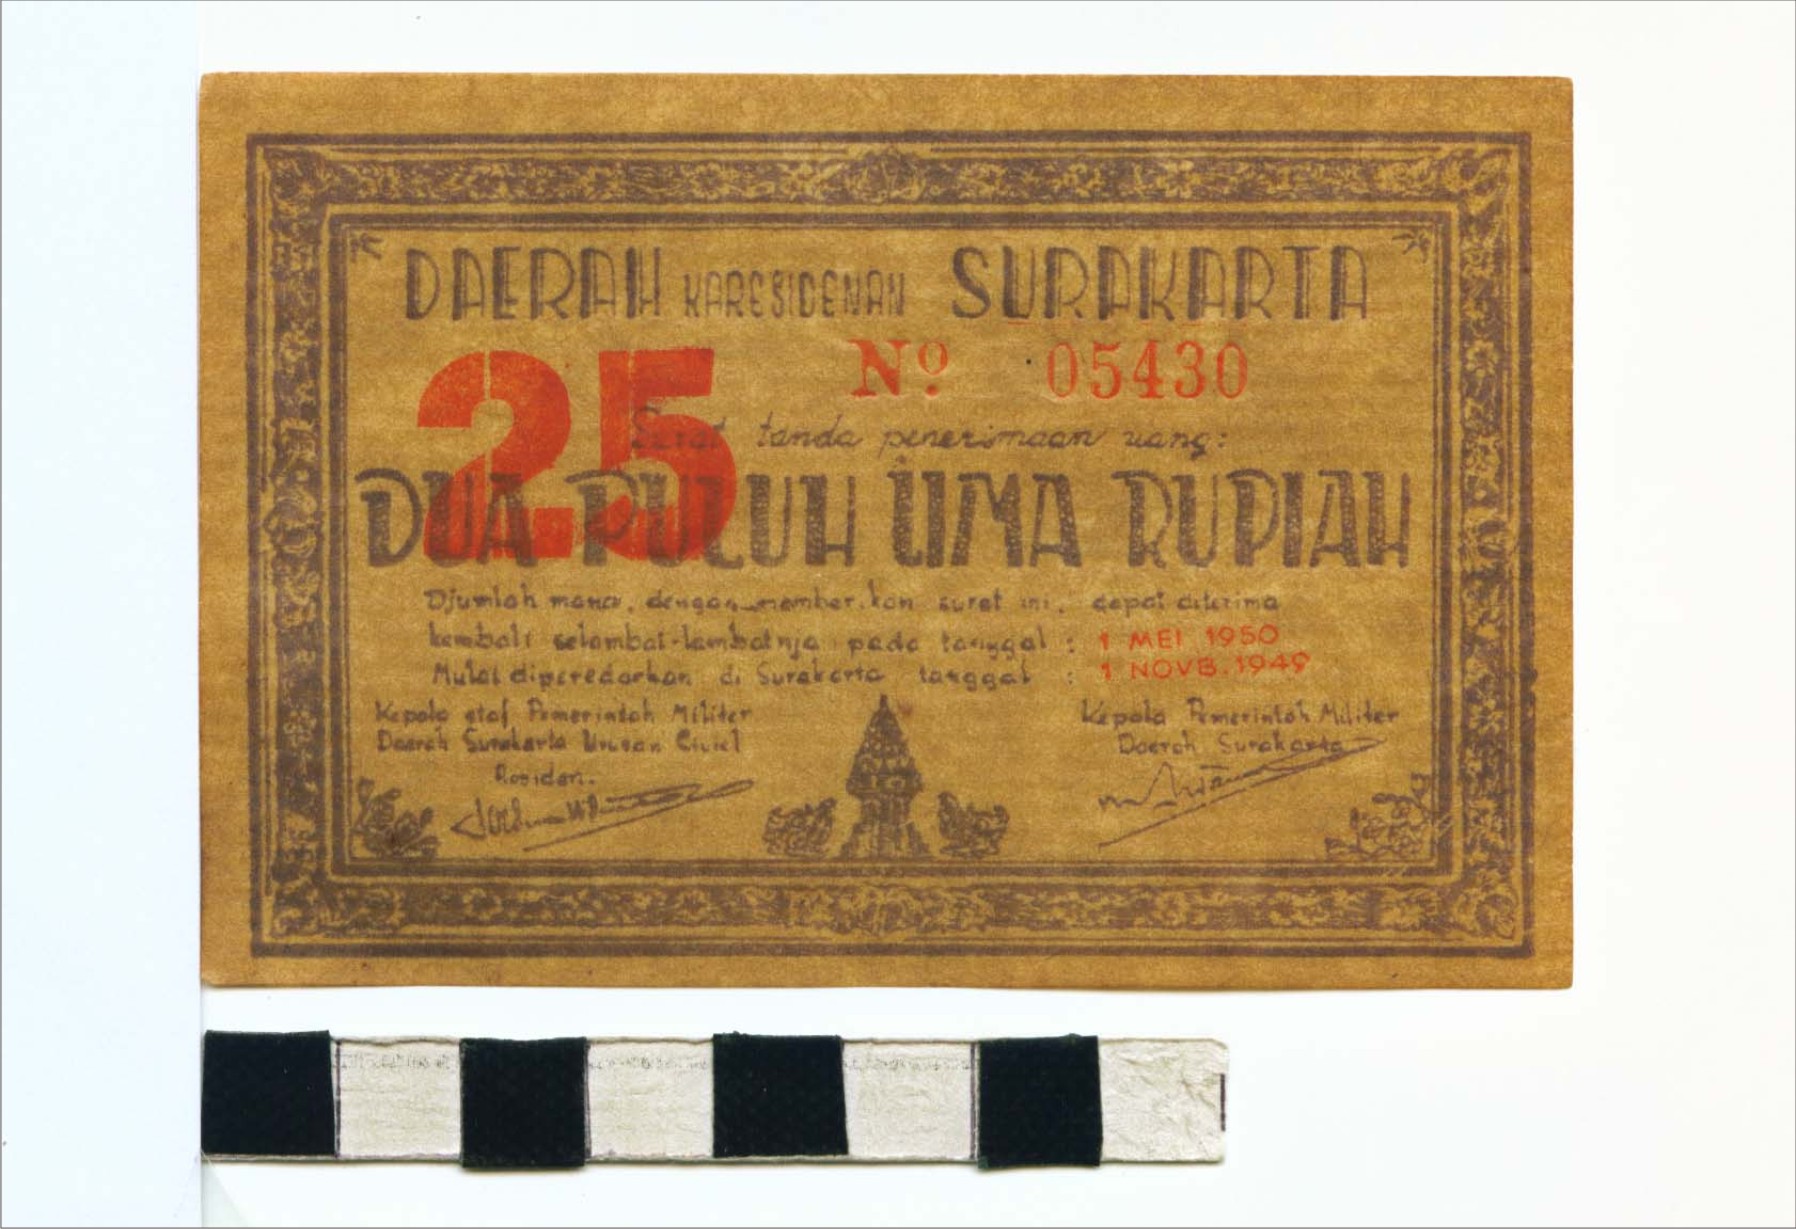 DAERAH KARESIDENAN SURAKARTA
25 No 05430
Surat tanda penerimaan uang:
DUA PULUH LIMA RUPIAH
Djumlah mana, dengan memberikan surat ini, dapat diterima
kembali selambat-lambatnja pada tanggal : 1 MEI 1950
Mulai diperedarkan di Surakarta tanggal : 1 NOVB. 1949
Kepala staf Pemerintah Militer
Daerah Surakarta Urusan Civiel
Residen.
Kepala Pemerintah Militer
Daerah Surakarta